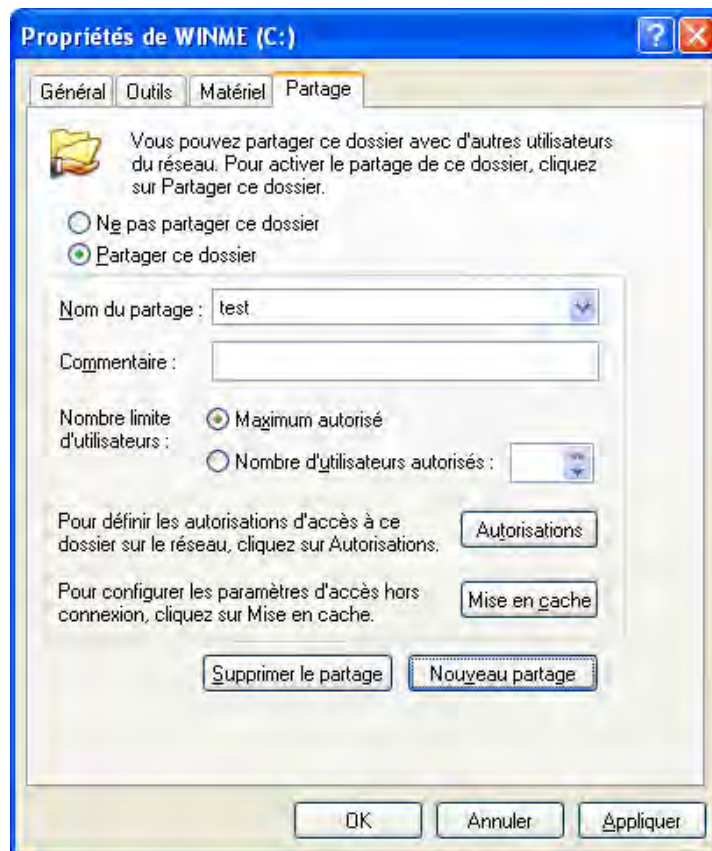 Propriétés de WINME (C:)
Général Outils Matériel Partage
Vous pouvez partager ce dossier avec d'autres utilisateurs
du réseau. Pour activer le partage de ce dossier, cliquez
sur Partager ce dossier.
Ne pas partager ce dossier
Partager ce dossier
Nom du partage : test
Commentaire :
Nombre limite
d'utilisateurs :
Maximum autorisé
Nombre d'utilisateurs autorisés :
Pour définir les autorisations d'accès à ce
dossier sur le réseau, cliquez sur Autorisations.
Autorisations
Pour configurer les paramètres d'accès hors
connexion, cliquez sur Mise en cache.
Mise en cache
Supprimer le partage Nouveau partage
OK Annuler Appliquer